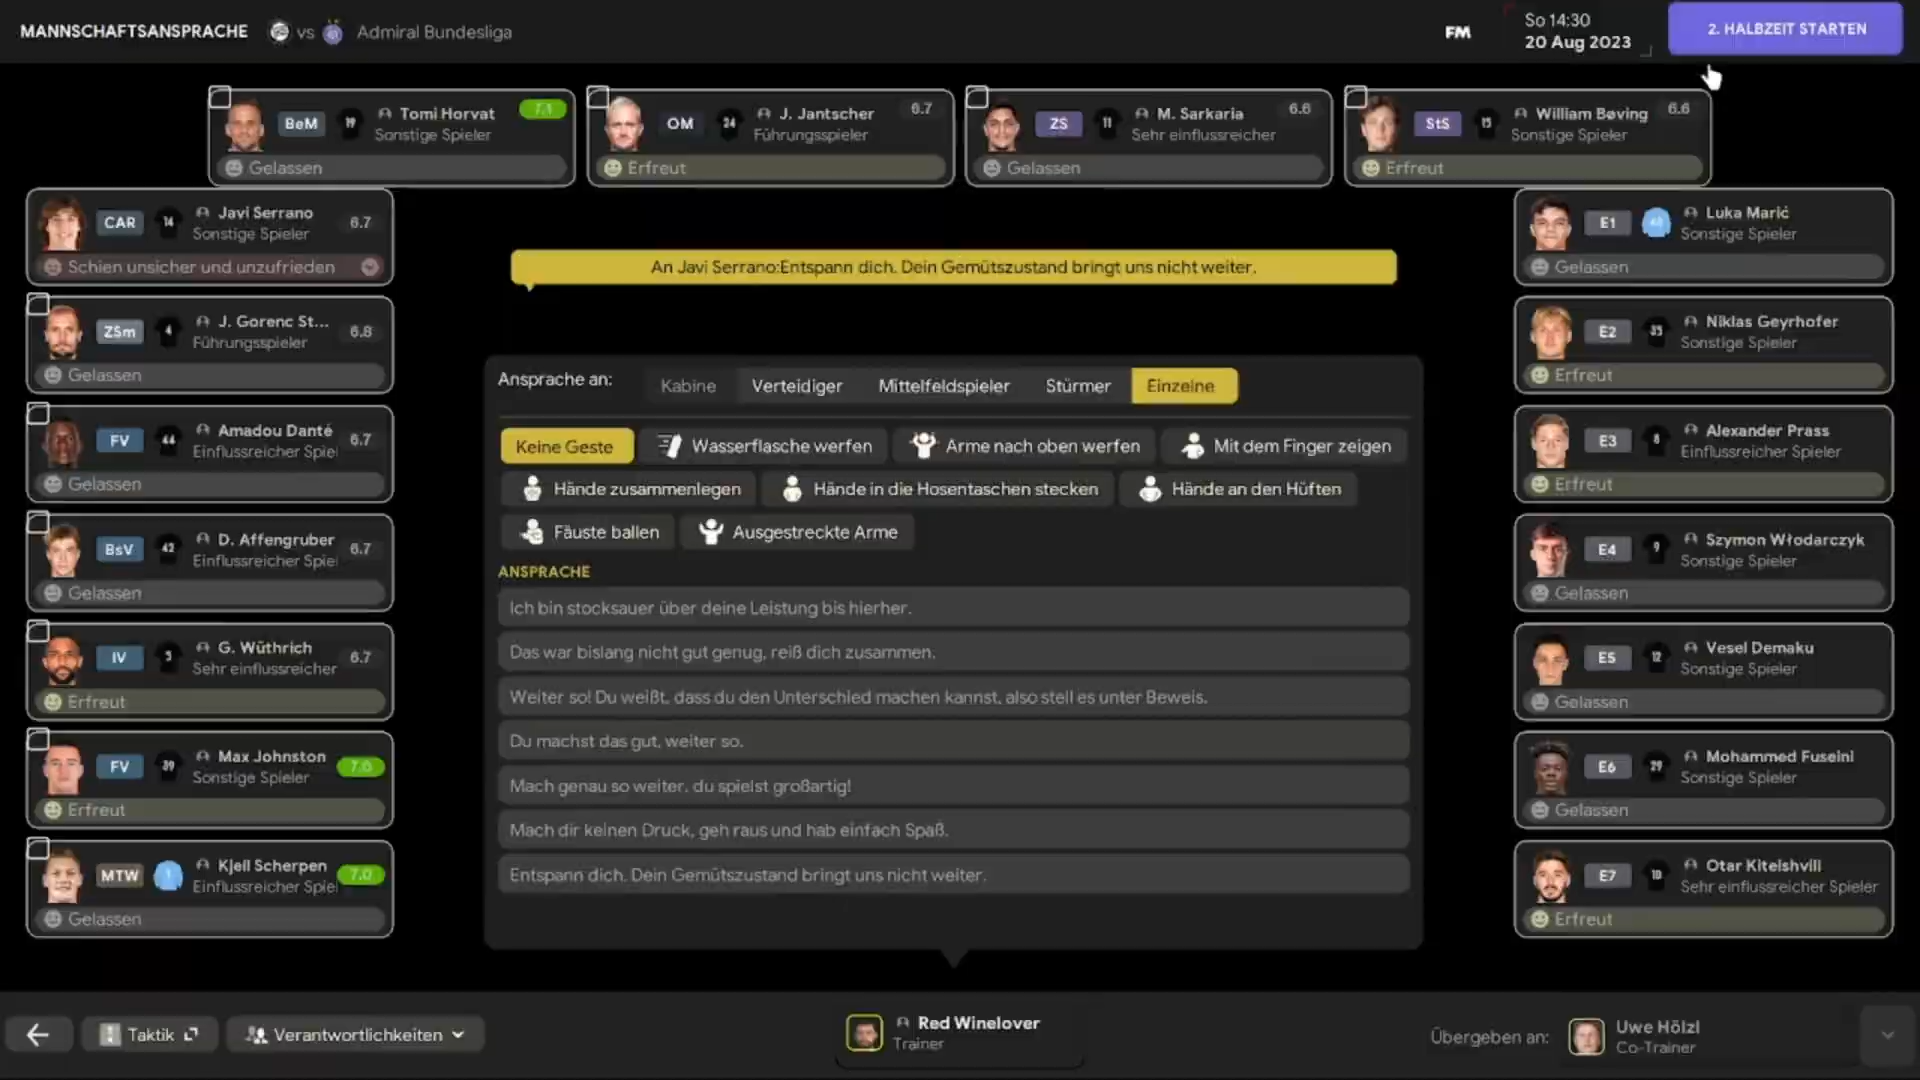 MANNSCHAFTSANSPRACHE vs Admiral Bundesliga
FM
So 14:30
20 Aug 2023
2. HALBZEIT STARTEN
BeM 19 Tomi Horvat 7.1
Sonstige Spieler
Gelassen
OM 24 J. Jantscher 6.7
Führungsspieler
Erfreut
ZS 11 M. Sarkaria 6.6
Sehr einflussreicher
Gelassen
StS 15 William Bøving 6.6
Sonstige Spieler
Erfreut
CAR 14 Javi Serrano 6.7
Sonstige Spieler
Schien unsicher und unzufrieden
ZSm 4 J. Gorenc St... 6.8
Führungsspieler
Gelassen
FV 44 Amadou Danté 6.7
Einflussreicher Spiel
Gelassen
BsV 42 D. Affengruber 6.7
Einflussreicher Spiel
Gelassen
IV 5 G. Wüthrich 6.7
Sehr einflussreicher
Erfreut
FV 39 Max Johnston 7.0
Sonstige Spieler
Erfreut
MTW 1 Kjell Scherpen 7.0
Einflussreicher Spiel
Gelassen
An Javi Serrano:Entspann dich. Dein Gemütszustand bringt uns nicht weiter.
Ansprache an: Kabine Verteidiger Mittelfeldspieler Stürmer Einzelne
Keine Geste Wasserflasche werfen Arme nach oben werfen Mit dem Finger zeigen
Hände zusammenlegen Hände in die Hosentaschen stecken Hände an den Hüften
Fäuste ballen Ausgestreckte Arme
ANSPRACHE
Ich bin stocksauer über deine Leistung bis hierher.
Das war bislang nicht gut genug, reiß dich zusammen.
Weiter so! Du weißt, dass du den Unterschied machen kannst, also stell es unter Beweis.
Du machst das gut, weiter so.
Mach genau so weiter, du spielst großartig!
Mach dir keinen Druck, geh raus und hab einfach Spaß.
Entspann dich. Dein Gemütszustand bringt uns nicht weiter.
E1 Luka Marić
Sonstige Spieler
Gelassen
E2 35 Niklas Geyrhofer
Sonstige Spieler
Erfreut
E3 8 Alexander Prass
Einflussreicher Spieler
Erfreut
E4 9 Szymon Włodarczyk
Sonstige Spieler
Gelassen
E5 12 Vesel Demaku
Sonstige Spieler
Gelassen
E6 29 Mohammed Fuseini
Sonstige Spieler
Gelassen
E7 10 Otar Kiteishvili
Sehr einflussreicher Spieler
Erfreut
Taktik Verantwortlichkeiten
Red Winelover
Trainer
Übergeben an: Uwe Hölzl
Co-Trainer